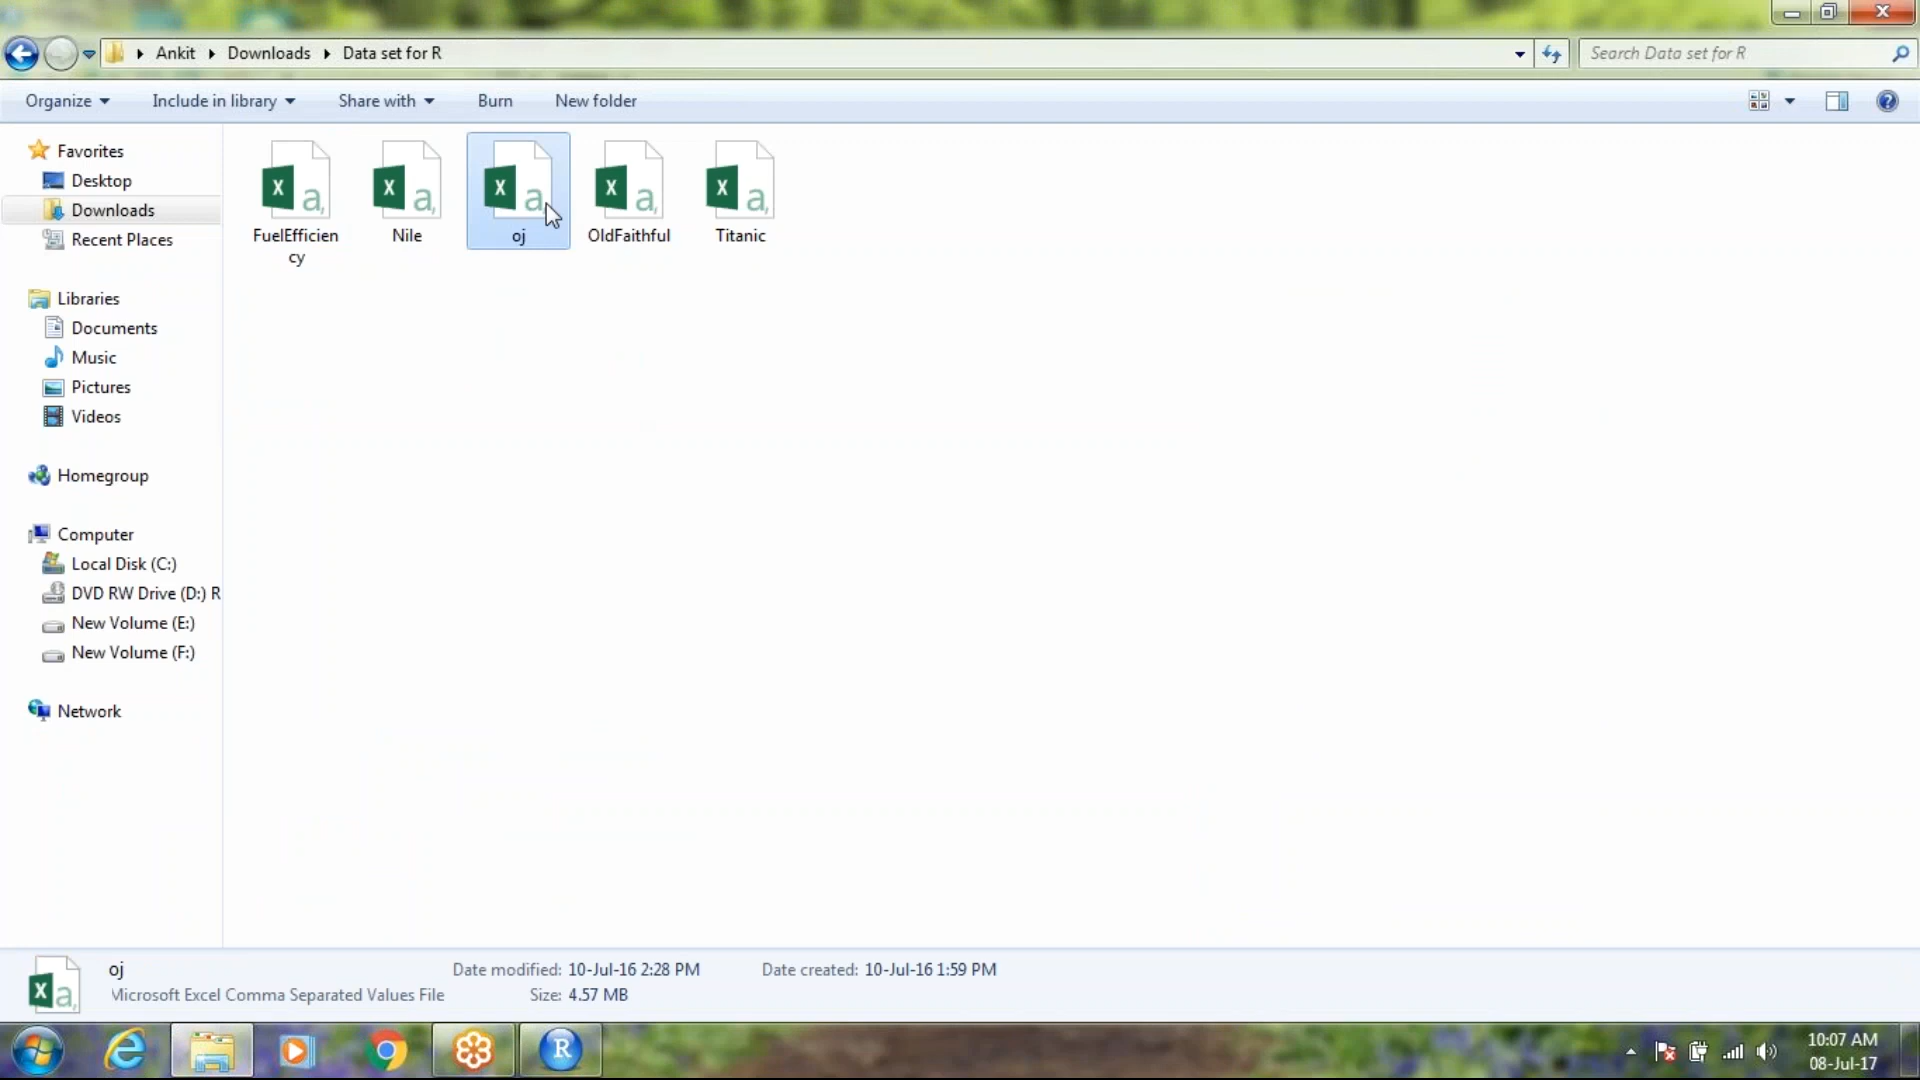 Ankit
Downloads
Data set for R
Search Data set for R
Organize
Include in library
Share with
Burn
New folder
Favorites
Desktop
Downloads
Recent Places
Libraries
Documents
Music
Pictures
Videos
Homegroup
Computer
Local Disk (C:)
DVD RW Drive (D:) R
New Volume (E:)
New Volume (F:)
Network
X a,
FuelEfficien
cy
X a,
Nile
X a,
oj
X a,
OldFaithful
X a,
Titanic
X a,
oj
Microsoft Excel Comma Separated Values File
Date modified: 10-Jul-16 2:28 PM
Size: 4.57 MB
Date created: 10-Jul-16 1:59 PM
R
10:07 AM
08-Jul-17